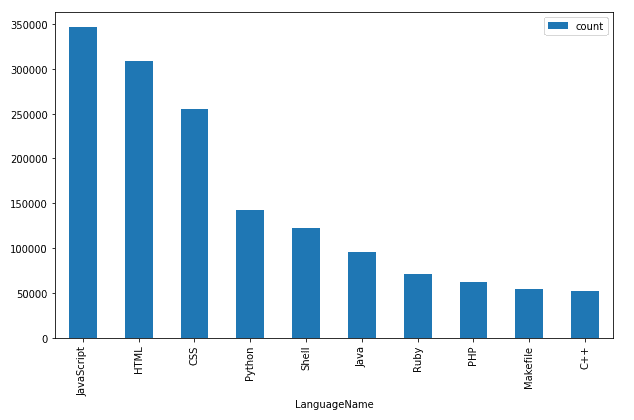 350000
300000
250000
200000
150000
100000
50000
0
count
JavaScript
HTML
CSS
Python
Shell
Java
Ruby
PHP
Makefile
C++
LanguageName